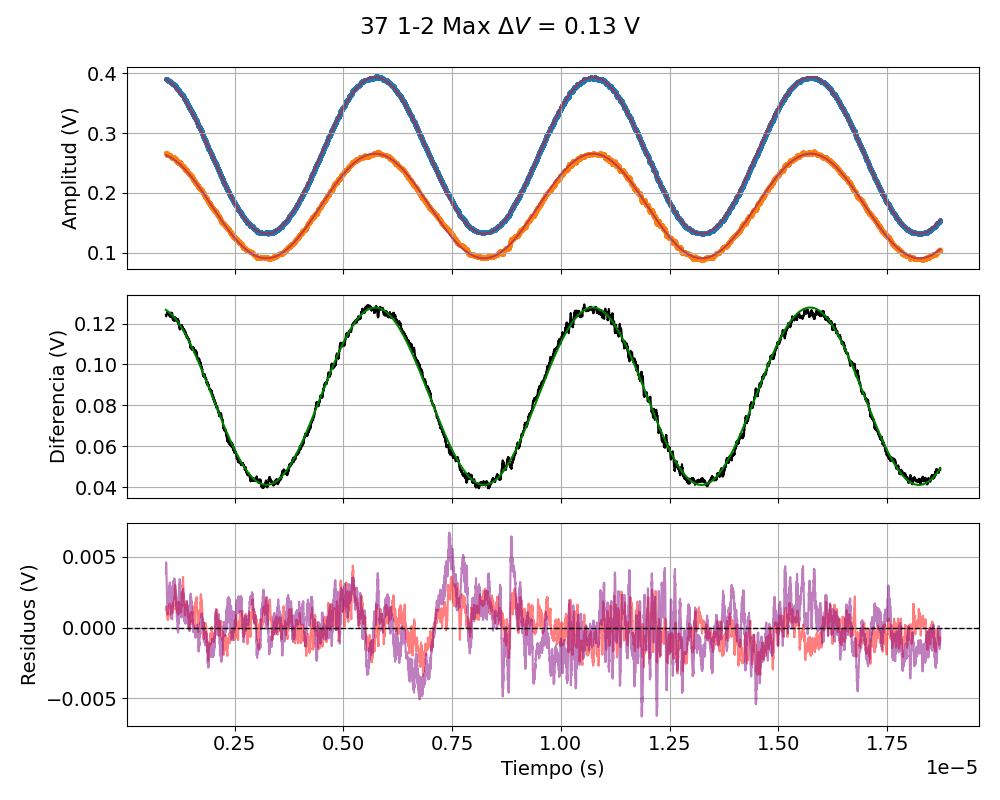 37 1-2 Max ΔV = 0.13 V
0.4
0.3
0.2
0.1
Amplitud (V)
0.12
0.10
0.08
0.06
0.04
Diferencia (V)
0.005
0.000
−0.005
Residuos (V)
0.25 0.50 0.75 1.00 1.25 1.50 1.75
1e−5
Tiempo (s)